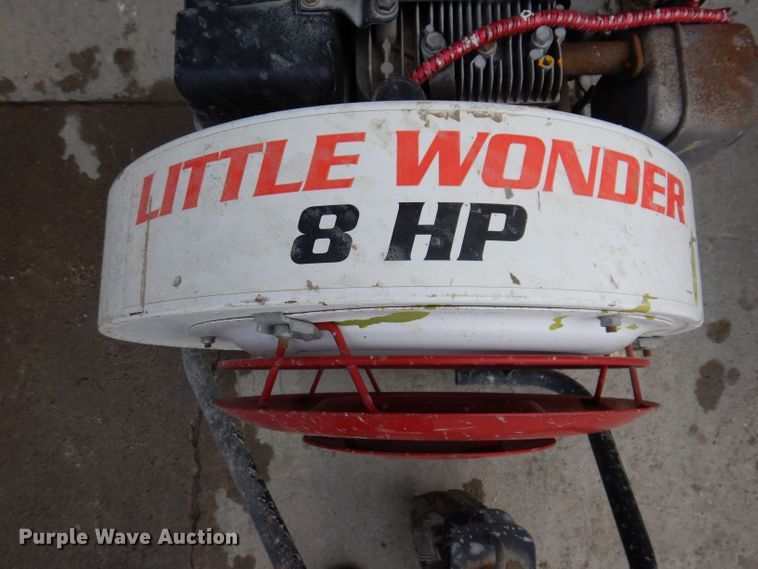 LITTLE WONDER
8 HP
Purple Wave Auction